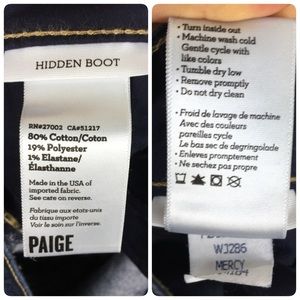 HIDDEN BOOT
RN#27002 CA#51217
80% Cotton/Coton
19% Polyester
1% Elastane/
Élasthanne
Made in the USA of
imported fabric.
See care on reverse.
Fabrique aux etats-unis
du tissu importe
Voir le soin sur l'inverse.
PAIGE
• Turn inside out
• Machine wash cold
Gentle cycle with
like colors
• Tumble dry low
• Remove promptly
• Do not dry clean
• Froid de lavage de machine
Avec des couleurs
pareilles cycle
Le bas sec de degringolade
• Enleves promptement
• Ne sechez pas propre
WJ286
MERCY